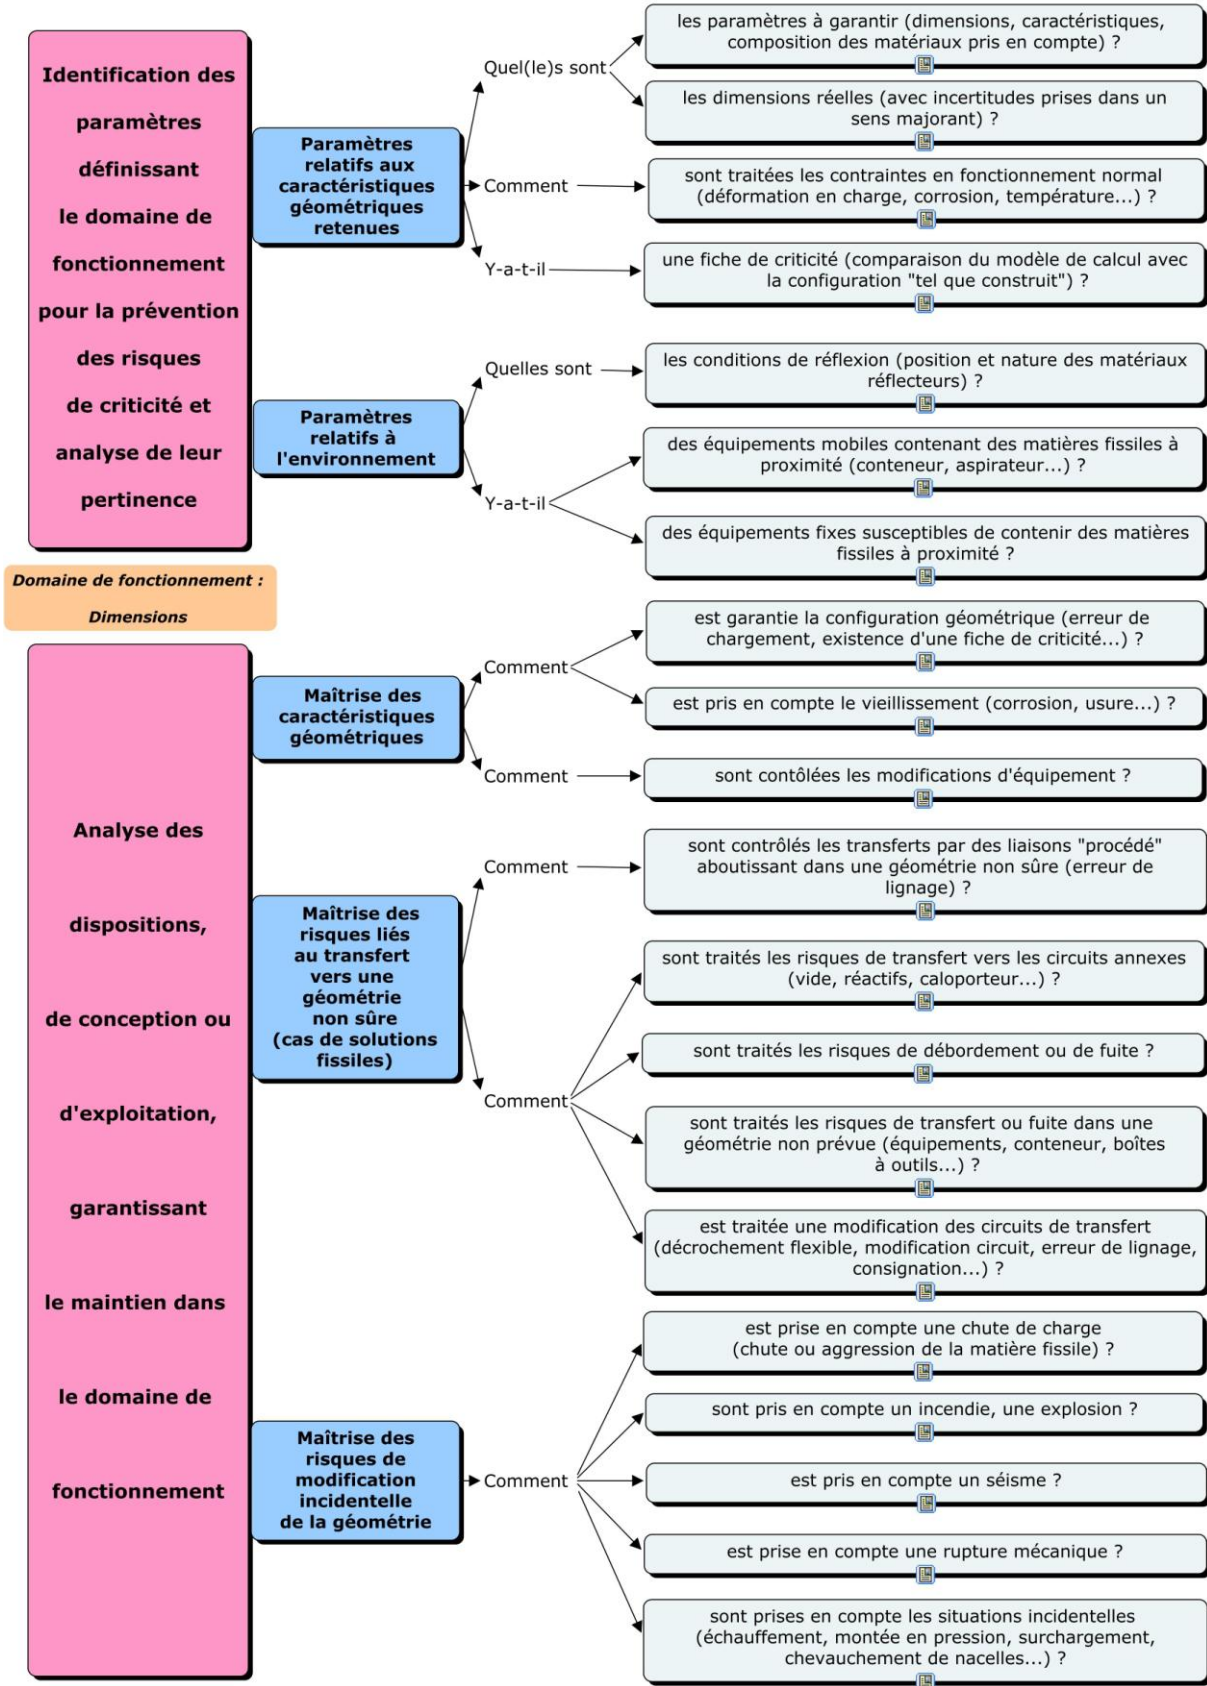 Identification des
paramètres
définissant
le domaine de
fonctionnement
pour la prévention
des risques
de criticité et
analyse de leur
pertinence
Paramètres
relatifs aux
caractéristiques
géométriques
retenues
Quel(le)s sont
les paramètres à garantir (dimensions, caractéristiques,
composition des matériaux pris en compte) ?
les dimensions réelles (avec incertitudes prises dans un
sens majorant) ?
Comment
sont traitées les contraintes en fonctionnement normal
(déformation en charge, corrosion, température...) ?
Y-a-t-il
une fiche de criticité (comparaison du modèle de calcul avec
la configuration "tel que construit") ?
Paramètres
relatifs à
l'environnement
Quelles sont
les conditions de réflexion (position et nature des matériaux
réflecteurs) ?
Y-a-t-il
des équipements mobiles contenant des matières fissiles à
proximité (conteneur, aspirateur...) ?
des équipements fixes susceptibles de contenir des matières
fissiles à proximité ?
Domaine de fonctionnement :
Dimensions
Analyse des
dispositions,
de conception ou
d'exploitation,
garantissant
le maintien dans
le domaine de
fonctionnement
Maîtrise des
caractéristiques
géométriques
Comment
est garantie la configuration géométrique (erreur de
chargement, existence d'une fiche de criticité...) ?
est pris en compte le vieillissement (corrosion, usure...) ?
Comment
sont contôlées les modifications d'équipement ?
Maîtrise des
risques liés
au transfert
vers une
géométrie
non sûre
(cas de solutions
fissiles)
Comment
sont contrôlés les transferts par des liaisons "procédé"
aboutissant dans une géométrie non sûre (erreur de
lignage) ?
Comment
sont traités les risques de transfert vers les circuits annexes
(vide, réactifs, caloporteur...) ?
sont traités les risques de débordement ou de fuite ?
sont traités les risques de transfert ou fuite dans une
géométrie non prévue (équipements, conteneur, boîtes
à outils...) ?
est traitée une modification des circuits de transfert
(décrochement flexible, modification circuit, erreur de lignage,
consignation...) ?
Maîtrise des
risques de
modification
incidentelle
de la géométrie
Comment
est prise en compte une chute de charge
(chute ou aggression de la matière fissile) ?
sont pris en compte un incendie, une explosion ?
est pris en compte un séisme ?
est prise en compte une rupture mécanique ?
sont prises en compte les situations incidentelles
(échauffement, montée en pression, surchargement,
chevauchement de nacelles...) ?